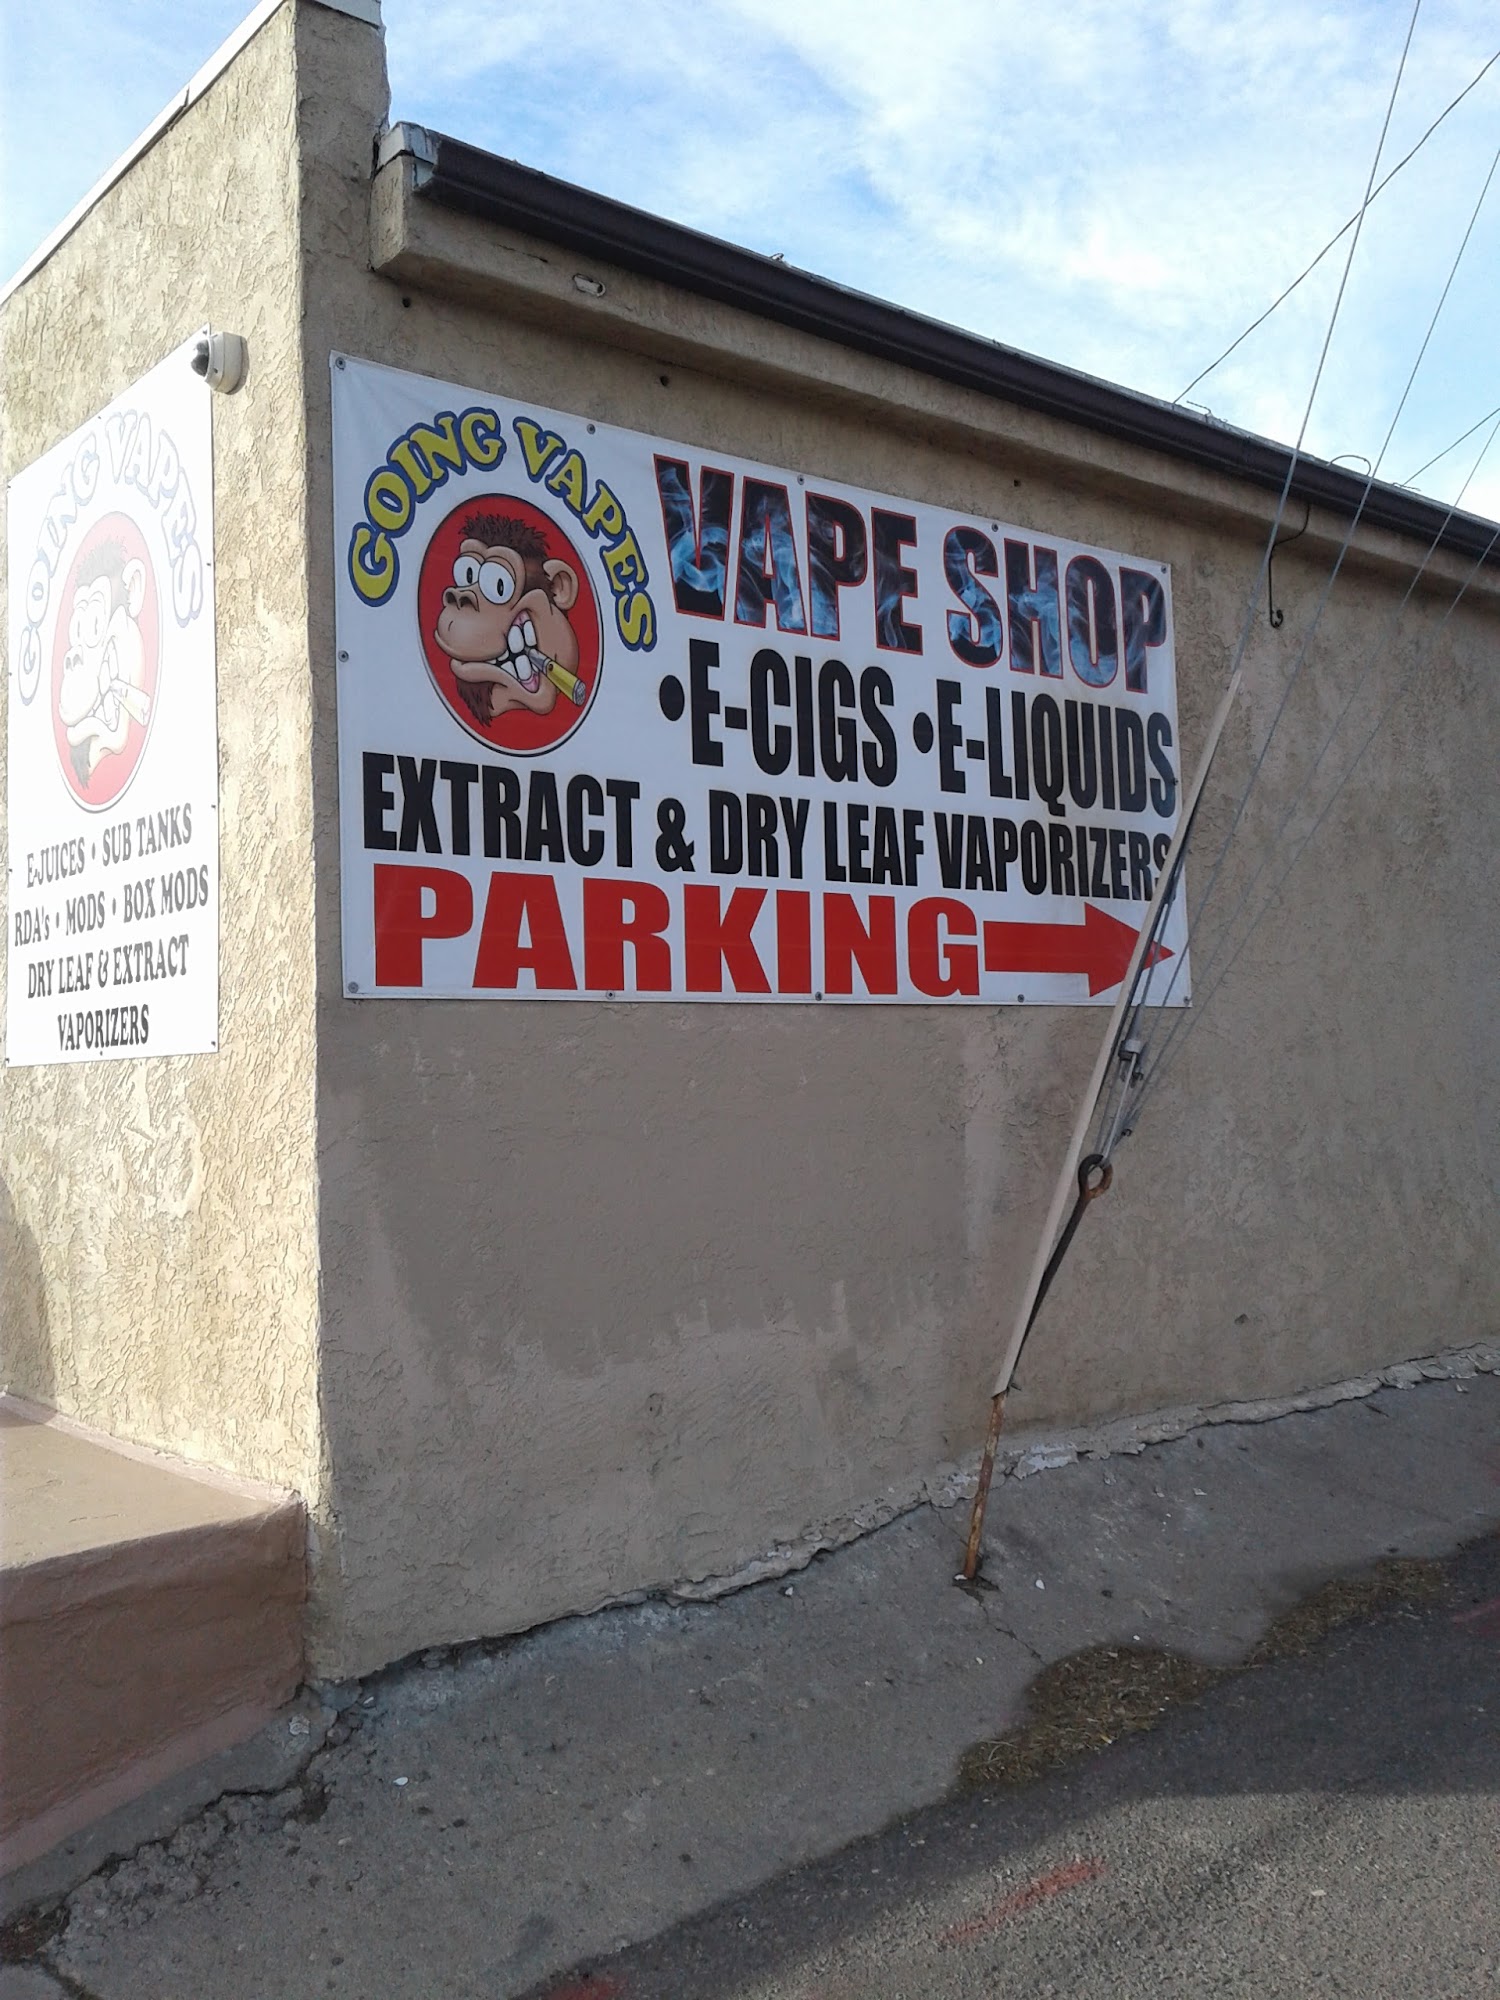 GOING VAPES
E-JUICES • SUB TANKS
RDA's • MODS • BOX MODS
DRY LEAF & EXTRACT
VAPORIZERS
GOING VAPES
VAPE SHOP
•E-CIGS •E-LIQUIDS
EXTRACT & DRY LEAF VAPORIZERS
PARKING